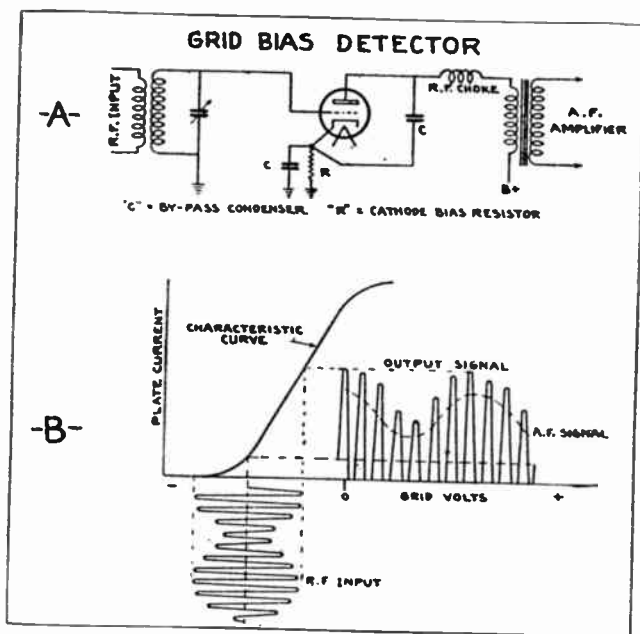 GRID BIAS DETECTOR
-A-
R.F. INPUT
C
R
C
R.F. CHOKE
B+
A.F.
AMPLIFIER
"C" = BY-PASS CONDENSER "R" = CATHODE BIAS RESISTOR
-B-
PLATE CURRENT
CHARACTERISTIC
CURVE
OUTPUT SIGNAL
A.F. SIGNAL
- O GRID VOLTS +
R.F INPUT